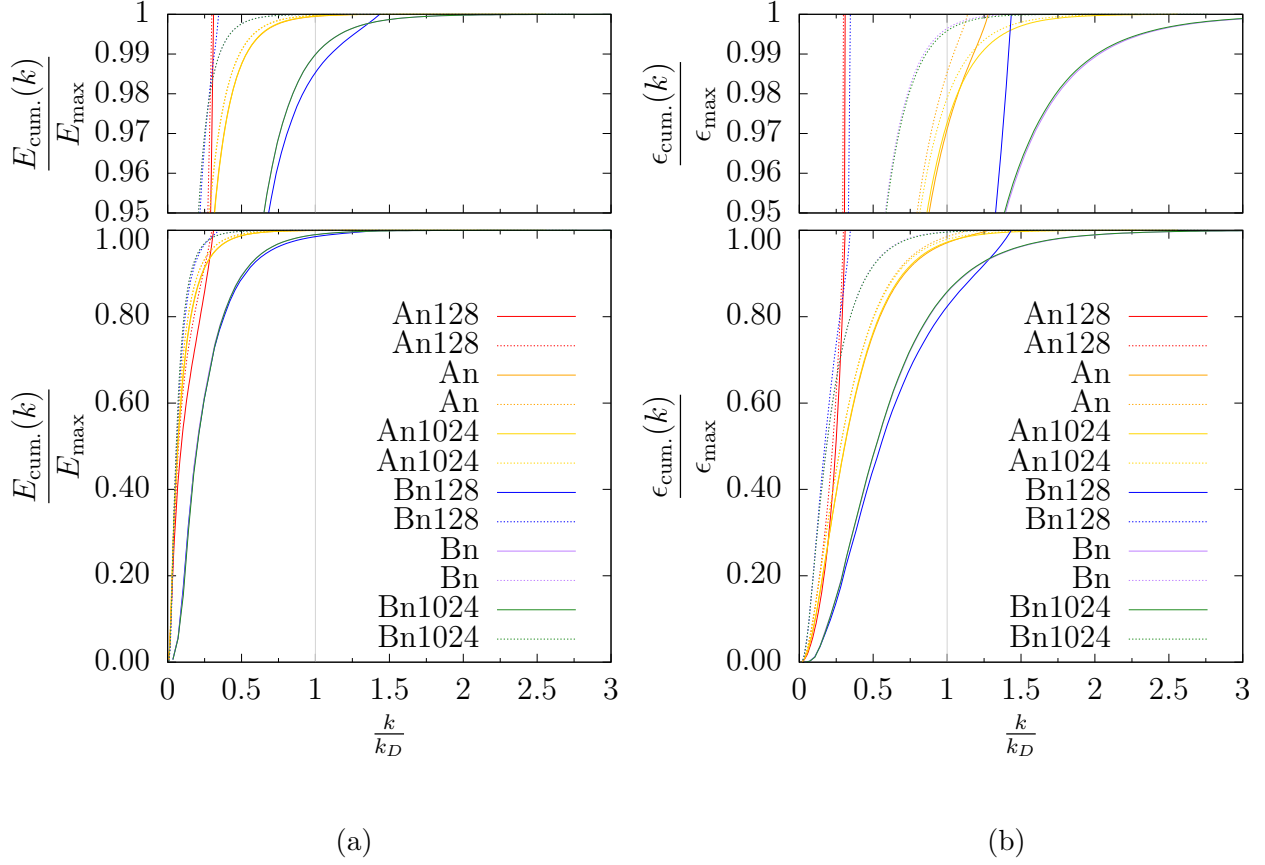 1
0.99
0.98
0.97
0.96
0.95
E_cum.(k)
E_max
1.00
0.80
0.60
0.40
0.20
0.00
E_cum.(k)
E_max
An128
An128
An
An
An1024
An1024
Bn128
Bn128
Bn
Bn
Bn1024
Bn1024
0 0.5 1 1.5 2 2.5 3
k
k_D
(a)
1
0.99
0.98
0.97
0.96
0.95
ϵ_cum.(k)
ϵ_max
1.00
0.80
0.60
0.40
0.20
0.00
ϵ_cum.(k)
ϵ_max
An128
An128
An
An
An1024
An1024
Bn128
Bn128
Bn
Bn
Bn1024
Bn1024
0 0.5 1 1.5 2 2.5 3
k
k_D
(b)